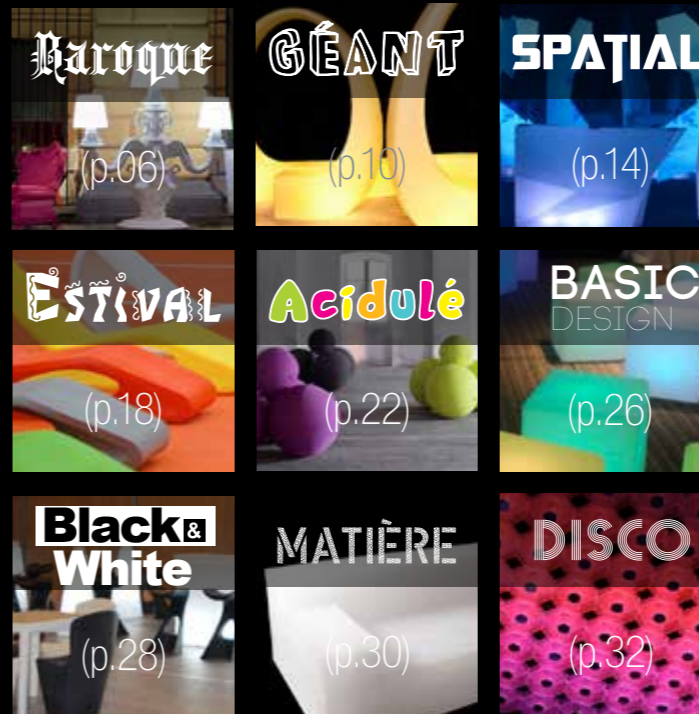 Baroque
(p.06)
GÉANT
(p.10)
SPATIAL
(p.14)
ESTIVAL
(p.18)
Acidulé
(p.22)
BASIC
DESIGN
(p.26)
Black &
White
(p.28)
MATIÈRE
(p.30)
DISCO
(p.32)